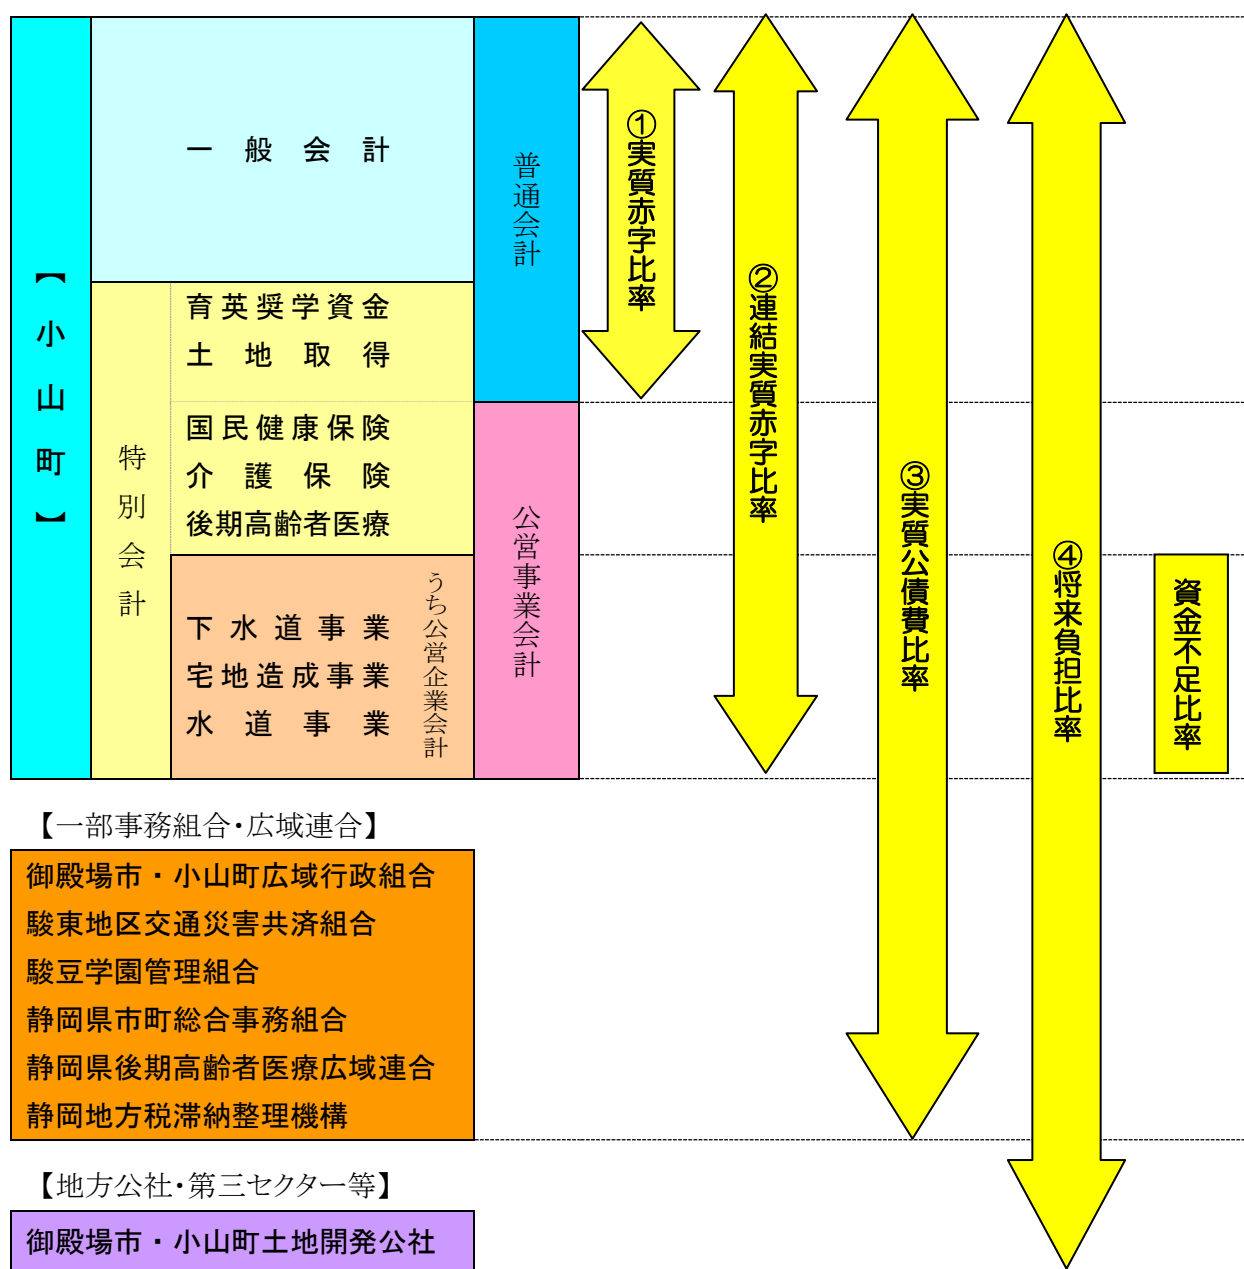 【小山町】
一般会計
特別会計
育英奨学資金
土地取得
国民健康保険
介護保険
後期高齢者医療
下水道事業
宅地造成事業
水道事業
うち公営企業会計
普通会計
公営事業会計
①実質赤字比率
②連結実質赤字比率
③実質公債費比率
④将来負担比率
資金不足比率
【一部事務組合・広域連合】
御殿場市・小山町広域行政組合
駿東地区交通災害共済組合
駿豆学園管理組合
静岡県市町総合事務組合
静岡県後期高齢者医療広域連合
静岡地方税滞納整理機構
【地方公社・第三セクター等】
御殿場市・小山町土地開発公社